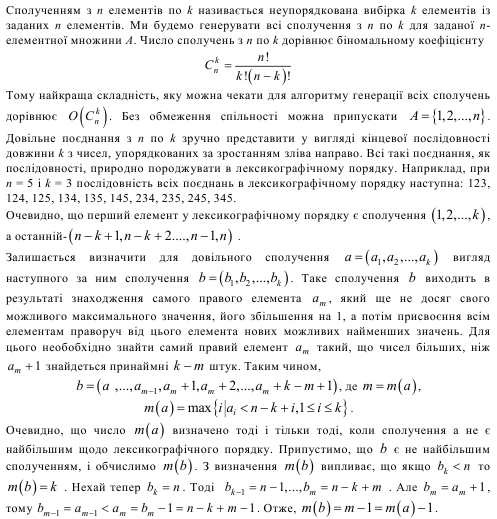 Сполученням з n елементів по k називається неупорядкована вибірка k елементів із
заданих n елементів. Ми будемо генерувати всі сполучення з n по k для заданої n-
елементної множини A. Число сполучень з n по k дорівнює біномальному коефіцієнту
C_n^k = n! / k!(n − k)!
Тому найкраща складність, яку можна чекати для алгоритму генерації всіх сполучень
дорівнює O(C_n^k). Без обмеження спільності можна припускати A = {1,2,...,n}.
Довільне поєднання з n по k зручно представити у вигляді кінцевої послідовності
довжини k з чисел, упорядкованих за зростанням зліва направо. Всі такі поєднання, як
послідовності, природно породжувати в лексикографічному порядку. Наприклад, при
n = 5 і k = 3 послідовність всіх поєднань в лексикографічному порядку наступна: 123,
124, 125, 134, 135, 145, 234, 235, 245, 345.
Очевидно, що перший елемент у лексикографічному порядку є сполучення (1,2,...,k),
а останній-(n − k + 1, n − k + 2....,n − 1, n) .
Залишається визначити для довільного сполучення a = (a₁,a₂,...,a_k) вигляд
наступного за ним сполучення b = (b₁,b₂,...,b_k). Таке сполучення b виходить в
результаті знаходження самого правого елемента a_m, який ще не досяг свого
можливого максимального значення, його збільшення на 1, а потім присвоєння всім
елементам праворуч від цього елемента нових можливих найменших значень. Для
цього необобхідно знайти самий правий елемент a_m такий, що чисел більших, ніж
a_m + 1 знайдеться принаймні k − m штук. Таким чином,
b = (a ,...,a_{m−1}, a_m + 1, a_m + 2,..., a_m + k − m + 1), де m = m(a),
m(a) = max{i|a_i < n − k + i, 1 ≤ i ≤ k} .
Очевидно, що число m(a) визначено тоді і тільки тоді, коли сполучення a не є
найбільшим щодо лексикографічного порядку. Припустимо, що b є не найбільшим
сполученням, і обчислимо m(b). З визначення m(b) випливає, що якщо b_k < n то
m(b) = k . Нехай тепер b_k = n. Тоді b_{k−1} = n − 1,...,b_m = n − k + m . Але b_m = a_m + 1,
тому b_{m−1} = a_{m−1} < a_m = b_m − 1 = n − k + m − 1. Отже, m(b) = m − 1 = m(a) − 1.